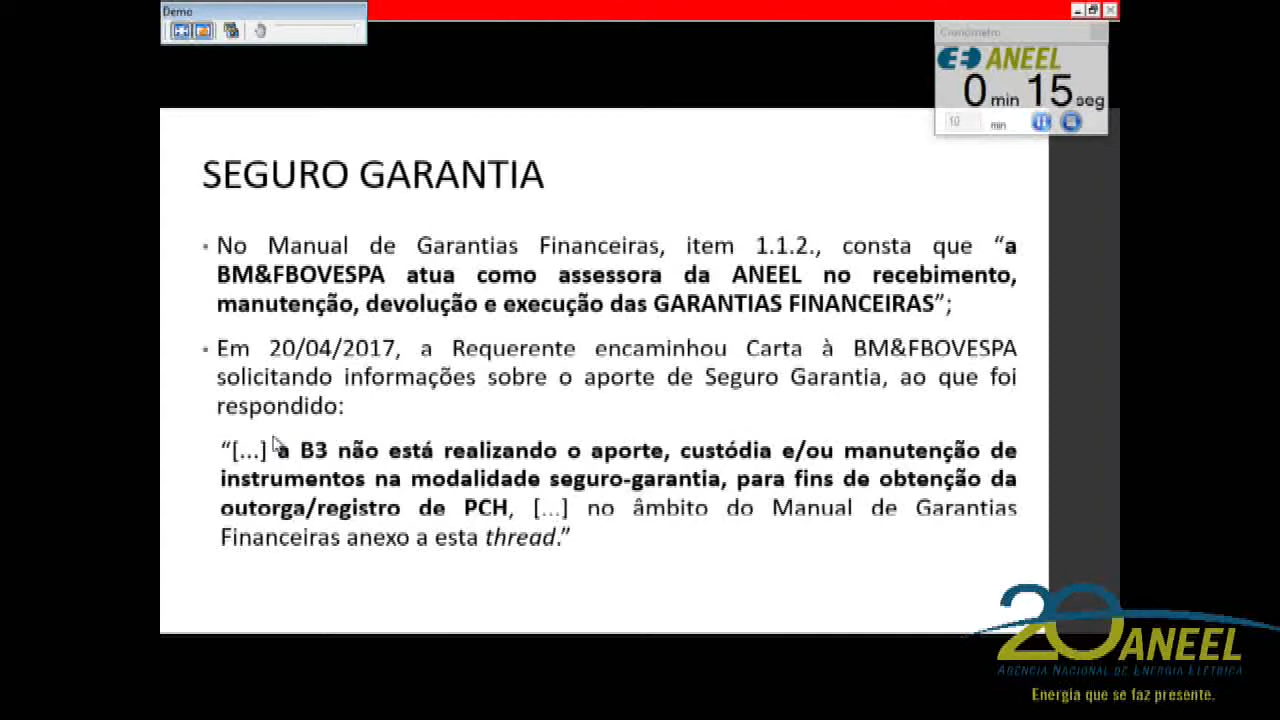 Demo
Cronômetro
ANEEL
0 min 15 seg
10 min
SEGURO GARANTIA
• No Manual de Garantias Financeiras, item 1.1.2., consta que “a
BM&FBOVESPA atua como assessora da ANEEL no recebimento,
manutenção, devolução e execução das GARANTIAS FINANCEIRAS”;
• Em 20/04/2017, a Requerente encaminhou Carta à BM&FBOVESPA
solicitando informações sobre o aporte de Seguro Garantia, ao que foi
respondido:
“[...] a B3 não está realizando o aporte, custódia e/ou manutenção de
instrumentos na modalidade seguro-garantia, para fins de obtenção da
outorga/registro de PCH, [...] no âmbito do Manual de Garantias
Financeiras anexo a esta thread.”
20 ANEEL
AGÊNCIA NACIONAL DE ENERGIA ELÉTRICA
Energia que se faz presente.